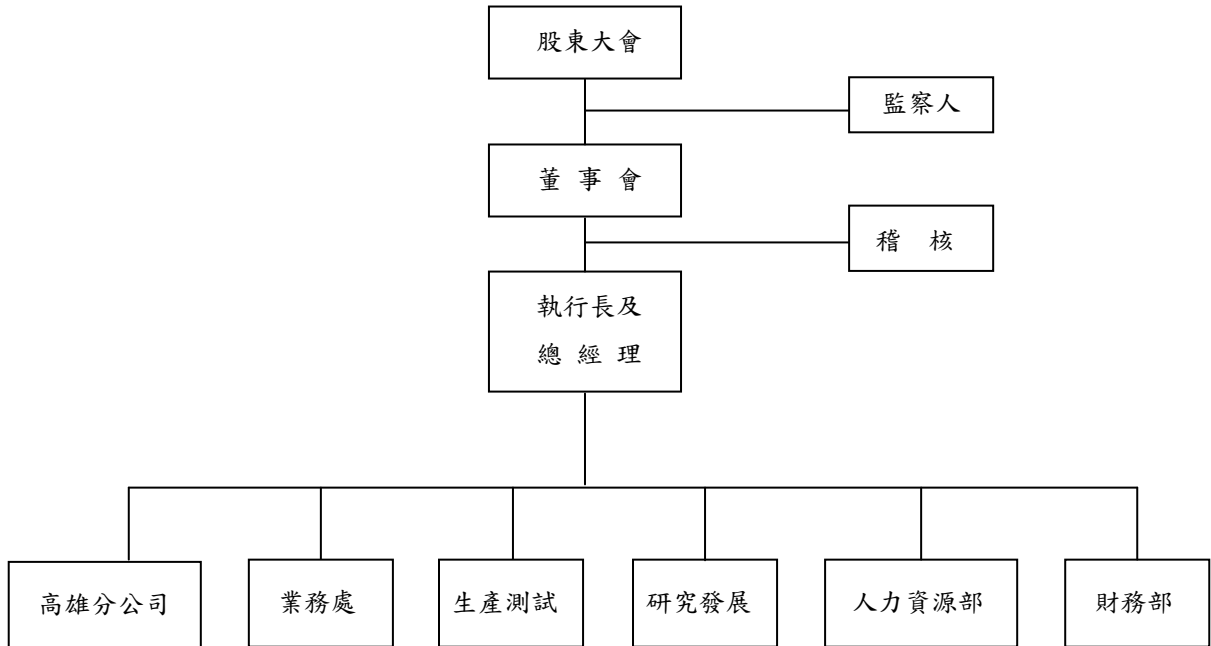 股東大會
監察人
董 事 會
稽 核
執行長及
總 經 理
高雄分公司
業務處
生產測試
研究發展
人力資源部
財務部